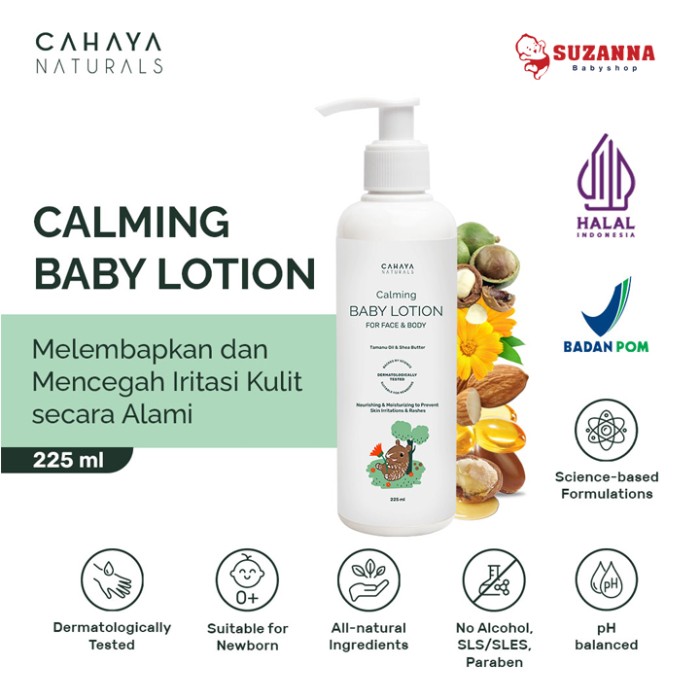 CAHAYA
NATURALS
SUZANNA
Babyshop
HALAL
INDONESIA
CALMING
BABY LOTION
Melembapkan dan
Mencegah Iritasi Kulit
secara Alami
225 ml
CAHAYA
NATURALS
Calming
BABY LOTION
FOR FACE & BODY
Tamanu Oil & Shea Butter
DERMATOLOGICALLY
TESTED
Nourishing & Moisturizing to Prevent
Skin Irritations & Rashes
225 ml
BADAN POM
Science-based
Formulations
Dermatologically
Tested
0+
Suitable for
Newborn
All-natural
Ingredients
No Alcohol,
SLS/SLES,
Paraben
pH
pH
balanced